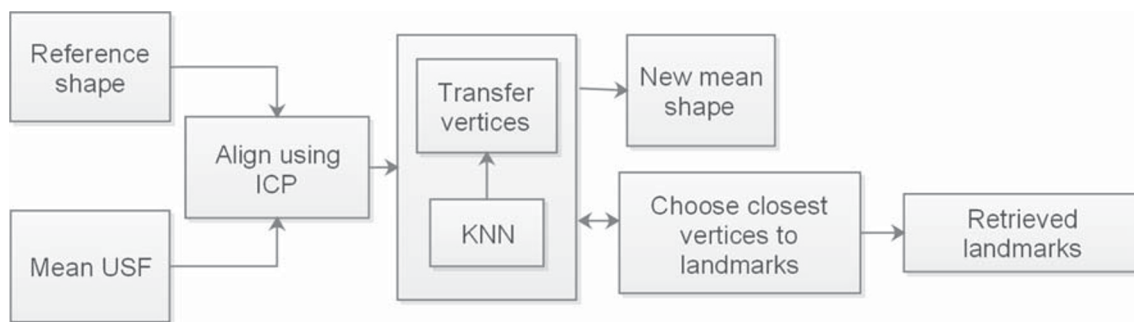 Reference
shape
Mean USF
Align using
ICP
Transfer
vertices
KNN
New mean
shape
Choose closest
vertices to
landmarks
Retrieved
landmarks